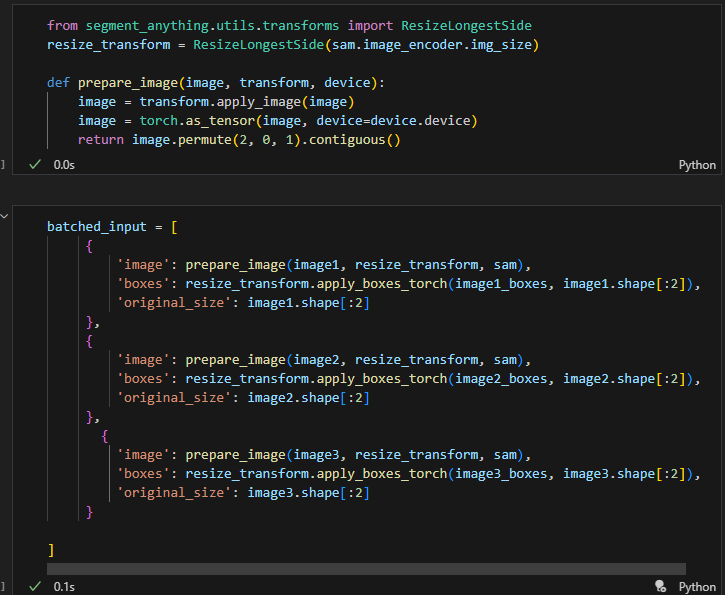 from segment_anything.utils.transforms import ResizeLongestSide
resize_transform = ResizeLongestSide(sam.image_encoder.img_size)

def prepare_image(image, transform, device):
    image = transform.apply_image(image)
    image = torch.as_tensor(image, device=device.device)
    return image.permute(2, 0, 1).contiguous()
] ✓ 0.0s Python
batched_input = [
     {
         'image': prepare_image(image1, resize_transform, sam),
         'boxes': resize_transform.apply_boxes_torch(image1_boxes, image1.shape[:2]),
         'original_size': image1.shape[:2]
     },
     {
         'image': prepare_image(image2, resize_transform, sam),
         'boxes': resize_transform.apply_boxes_torch(image2_boxes, image2.shape[:2]),
         'original_size': image2.shape[:2]
     },
       {
         'image': prepare_image(image3, resize_transform, sam),
         'boxes': resize_transform.apply_boxes_torch(image3_boxes, image3.shape[:2]),
         'original_size': image3.shape[:2]
     }

]
] ✓ 0.1s Python